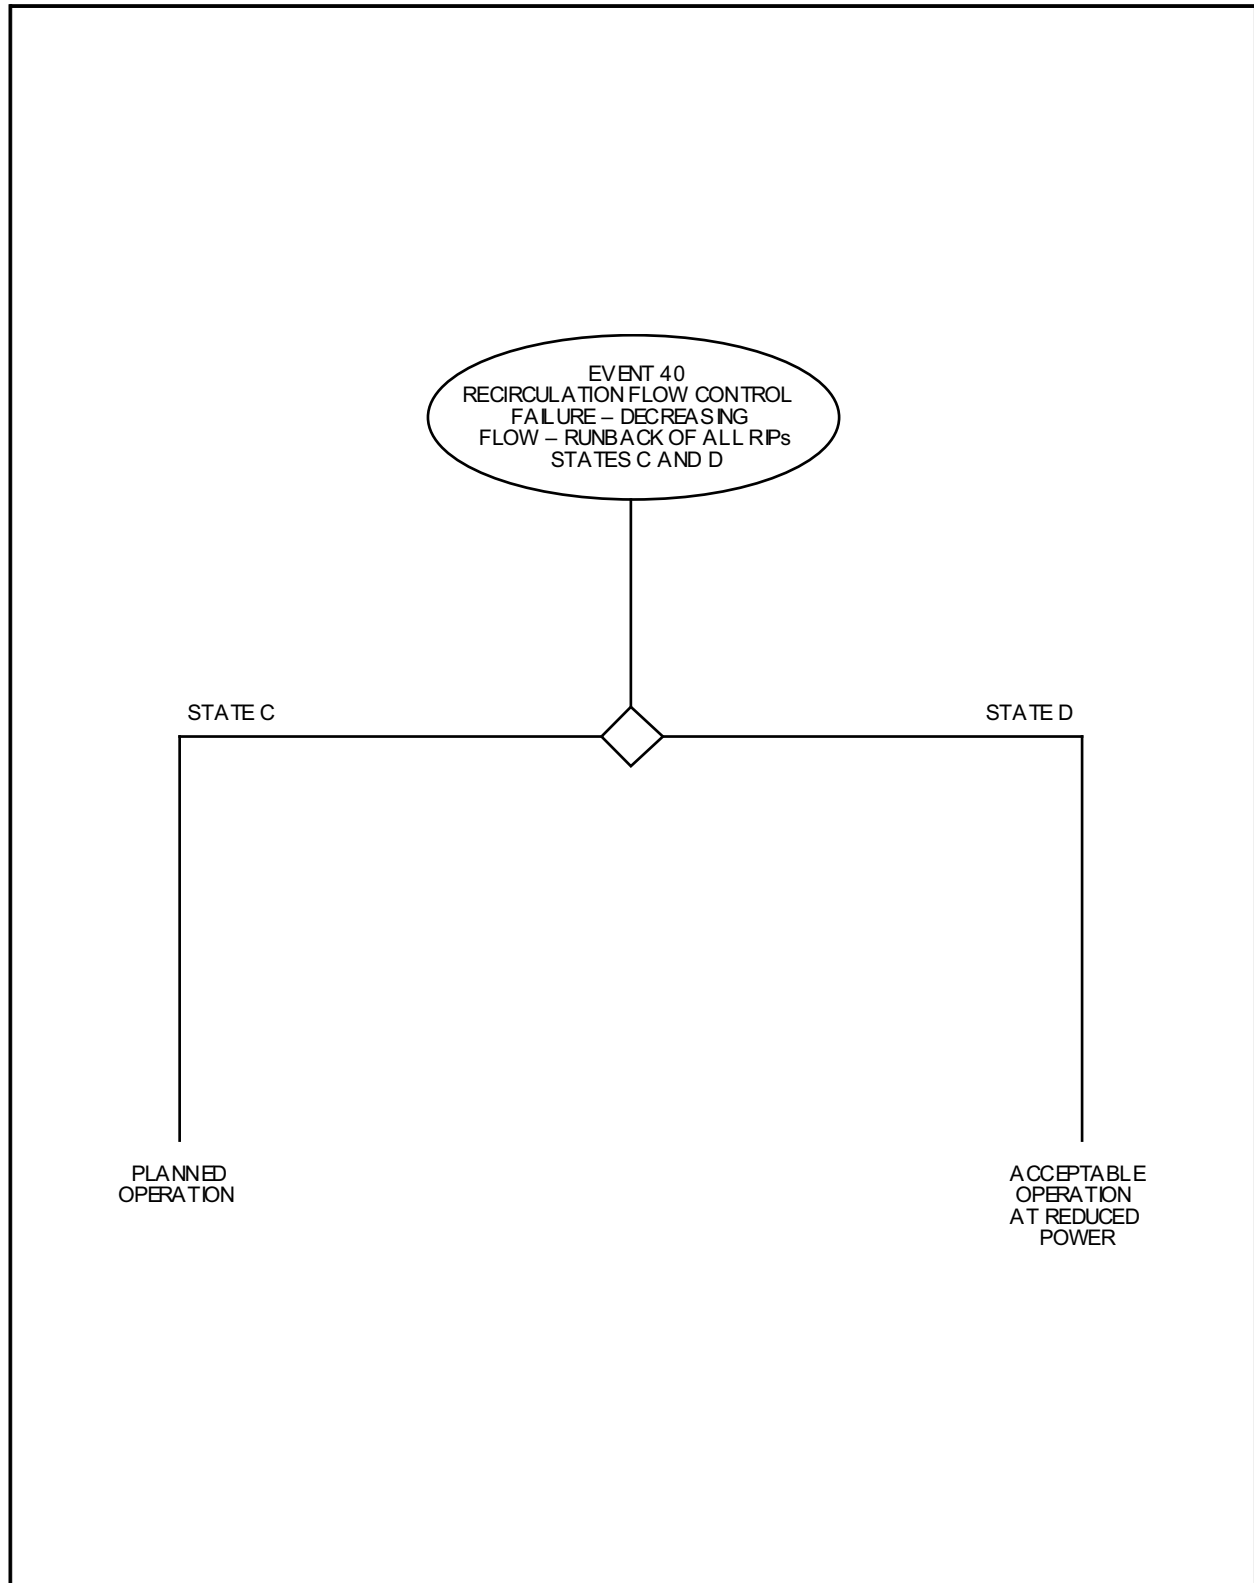 EVENT 40
RECIRCULATION FLOW CONTROL
FAILURE – DECREASING
FLOW – RUNBACK OF ALL RIPs
STATES C AND D
STATE C
STATE D
PLANNED
OPERATION
ACCEPTABLE
OPERATION
AT REDUCED
POWER